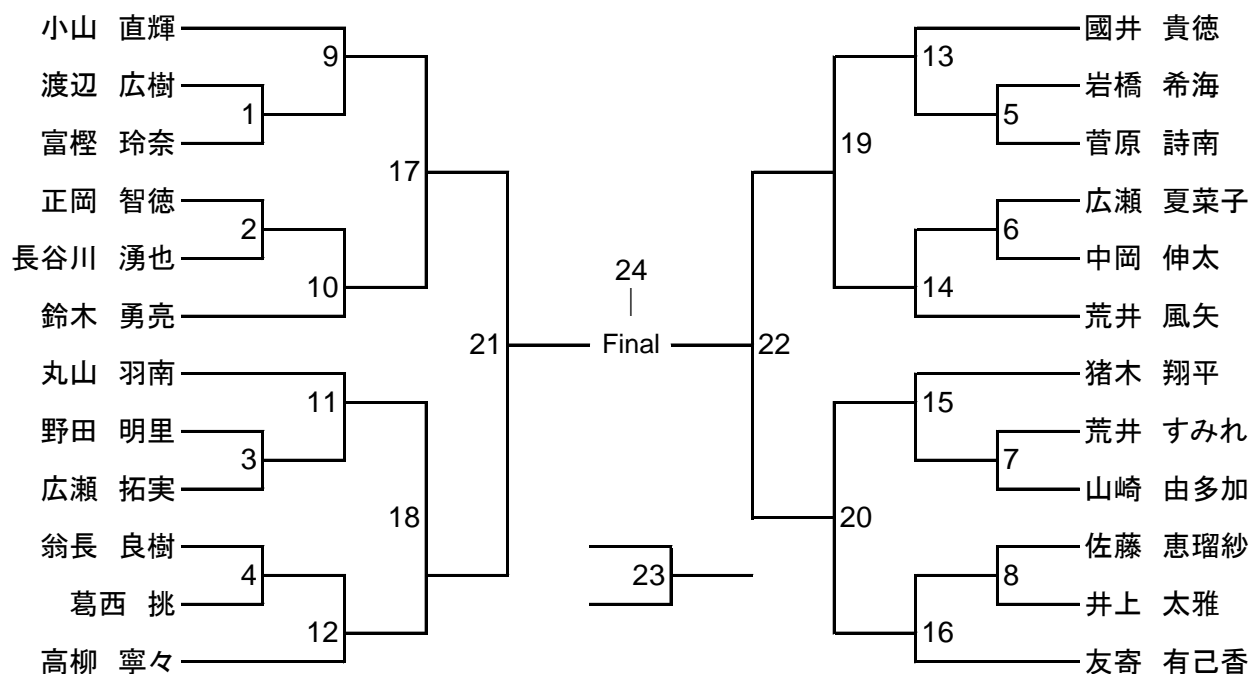 小山 直輝
渡辺 広樹
富樫 玲奈
正岡 智徳
長谷川 湧也
鈴木 勇亮
丸山 羽南
野田 明里
広瀬 拓実
翁長 良樹
葛西 挑
高柳 寧々
1
2
3
4
9
10
11
12
17
18
21
24
Final
23
22
19
20
13
14
15
16
5
6
7
8
國井 貴徳
岩橋 希海
菅原 詩南
広瀬 夏菜子
中岡 伸太
荒井 風矢
猪木 翔平
荒井 すみれ
山崎 由多加
佐藤 恵瑠紗
井上 太雅
友寄 有己香